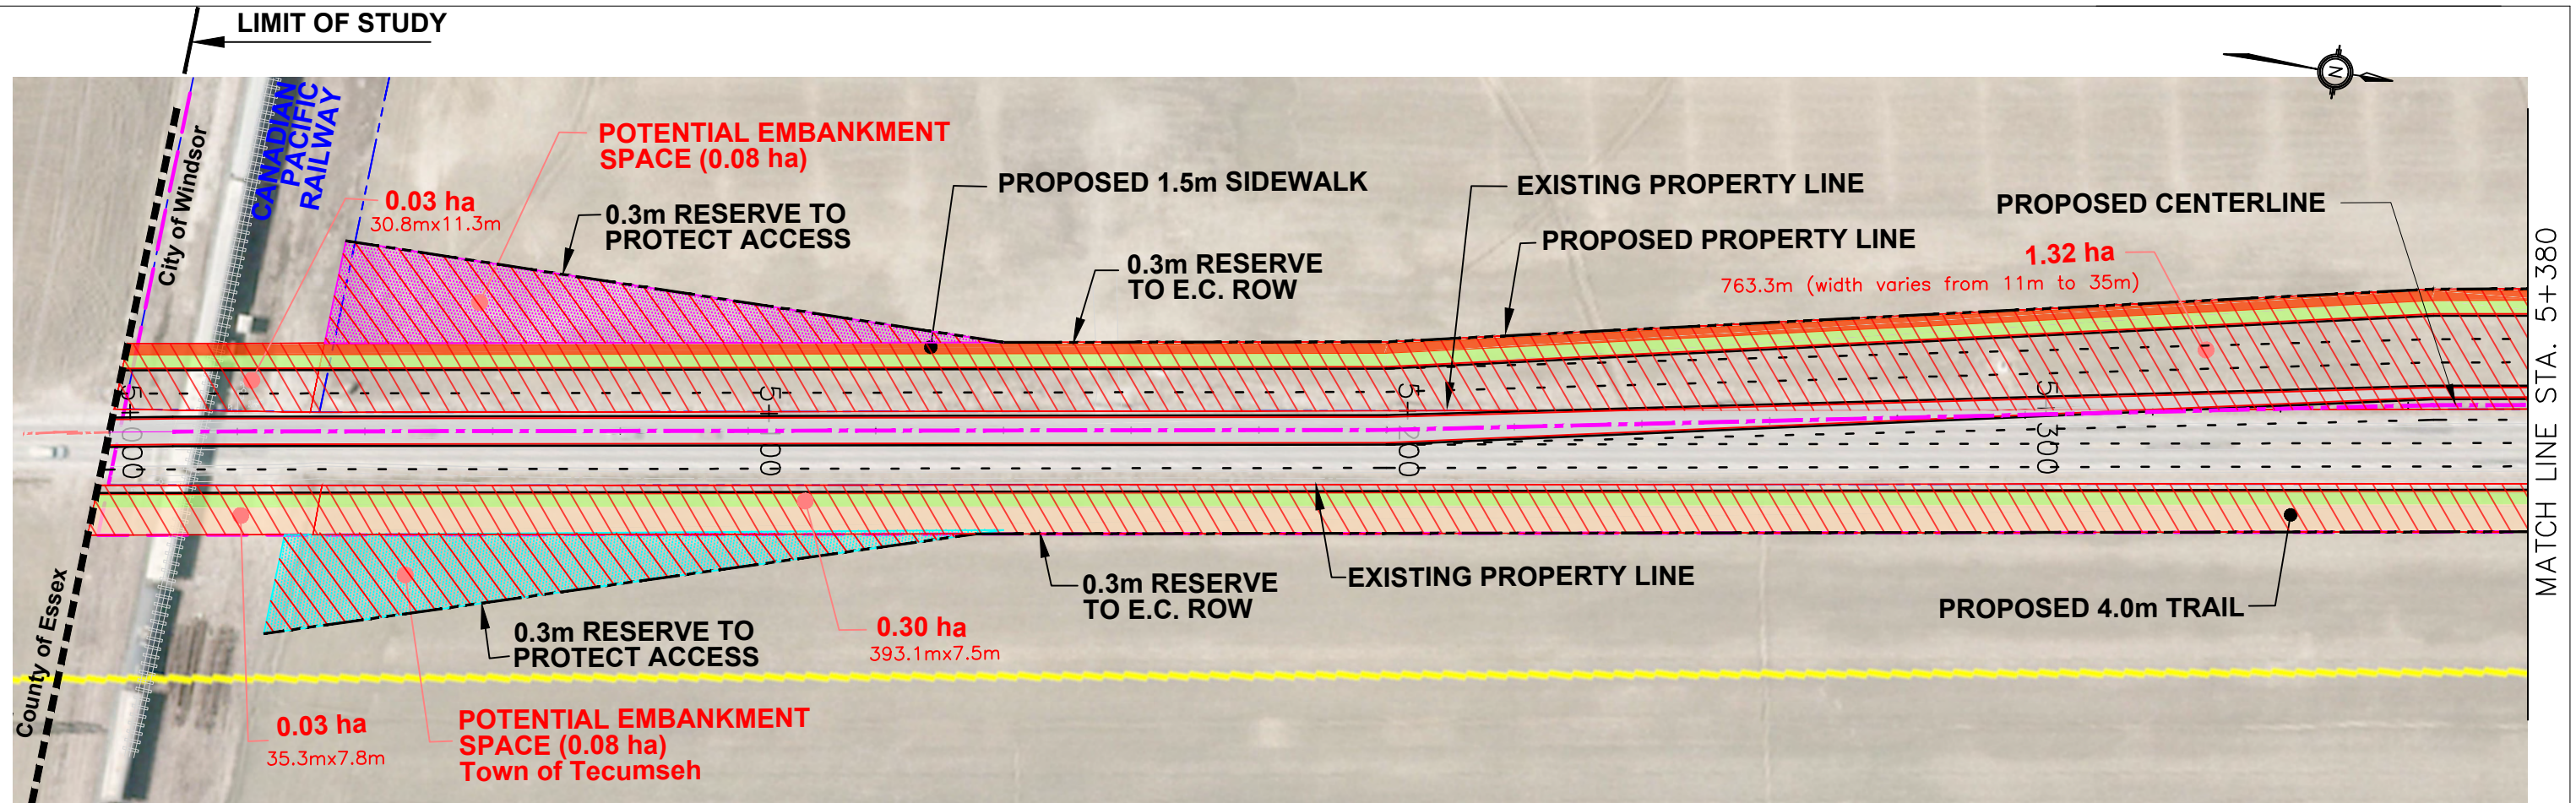 LIMIT OF STUDY
N
City of Windsor
CANADIAN
PACIFIC
RAILWAY
POTENTIAL EMBANKMENT
SPACE (0.08 ha)
0.03 ha
30.8mx11.3m
0.3m RESERVE TO
PROTECT ACCESS
PROPOSED 1.5m SIDEWALK
0.3m RESERVE
TO E.C. ROW
EXISTING PROPERTY LINE
PROPOSED PROPERTY LINE
PROPOSED CENTERLINE
1.32 ha
763.3m (width varies from 11m to 35m)
MATCH LINE STA. 5+380
5+000
5+100
5+200
5+300
County of Essex
0.03 ha
35.3mx7.8m
POTENTIAL EMBANKMENT
SPACE (0.08 ha)
Town of Tecumseh
0.3m RESERVE TO
PROTECT ACCESS
0.30 ha
393.1mx7.5m
0.3m RESERVE
TO E.C. ROW
EXISTING PROPERTY LINE
PROPOSED 4.0m TRAIL